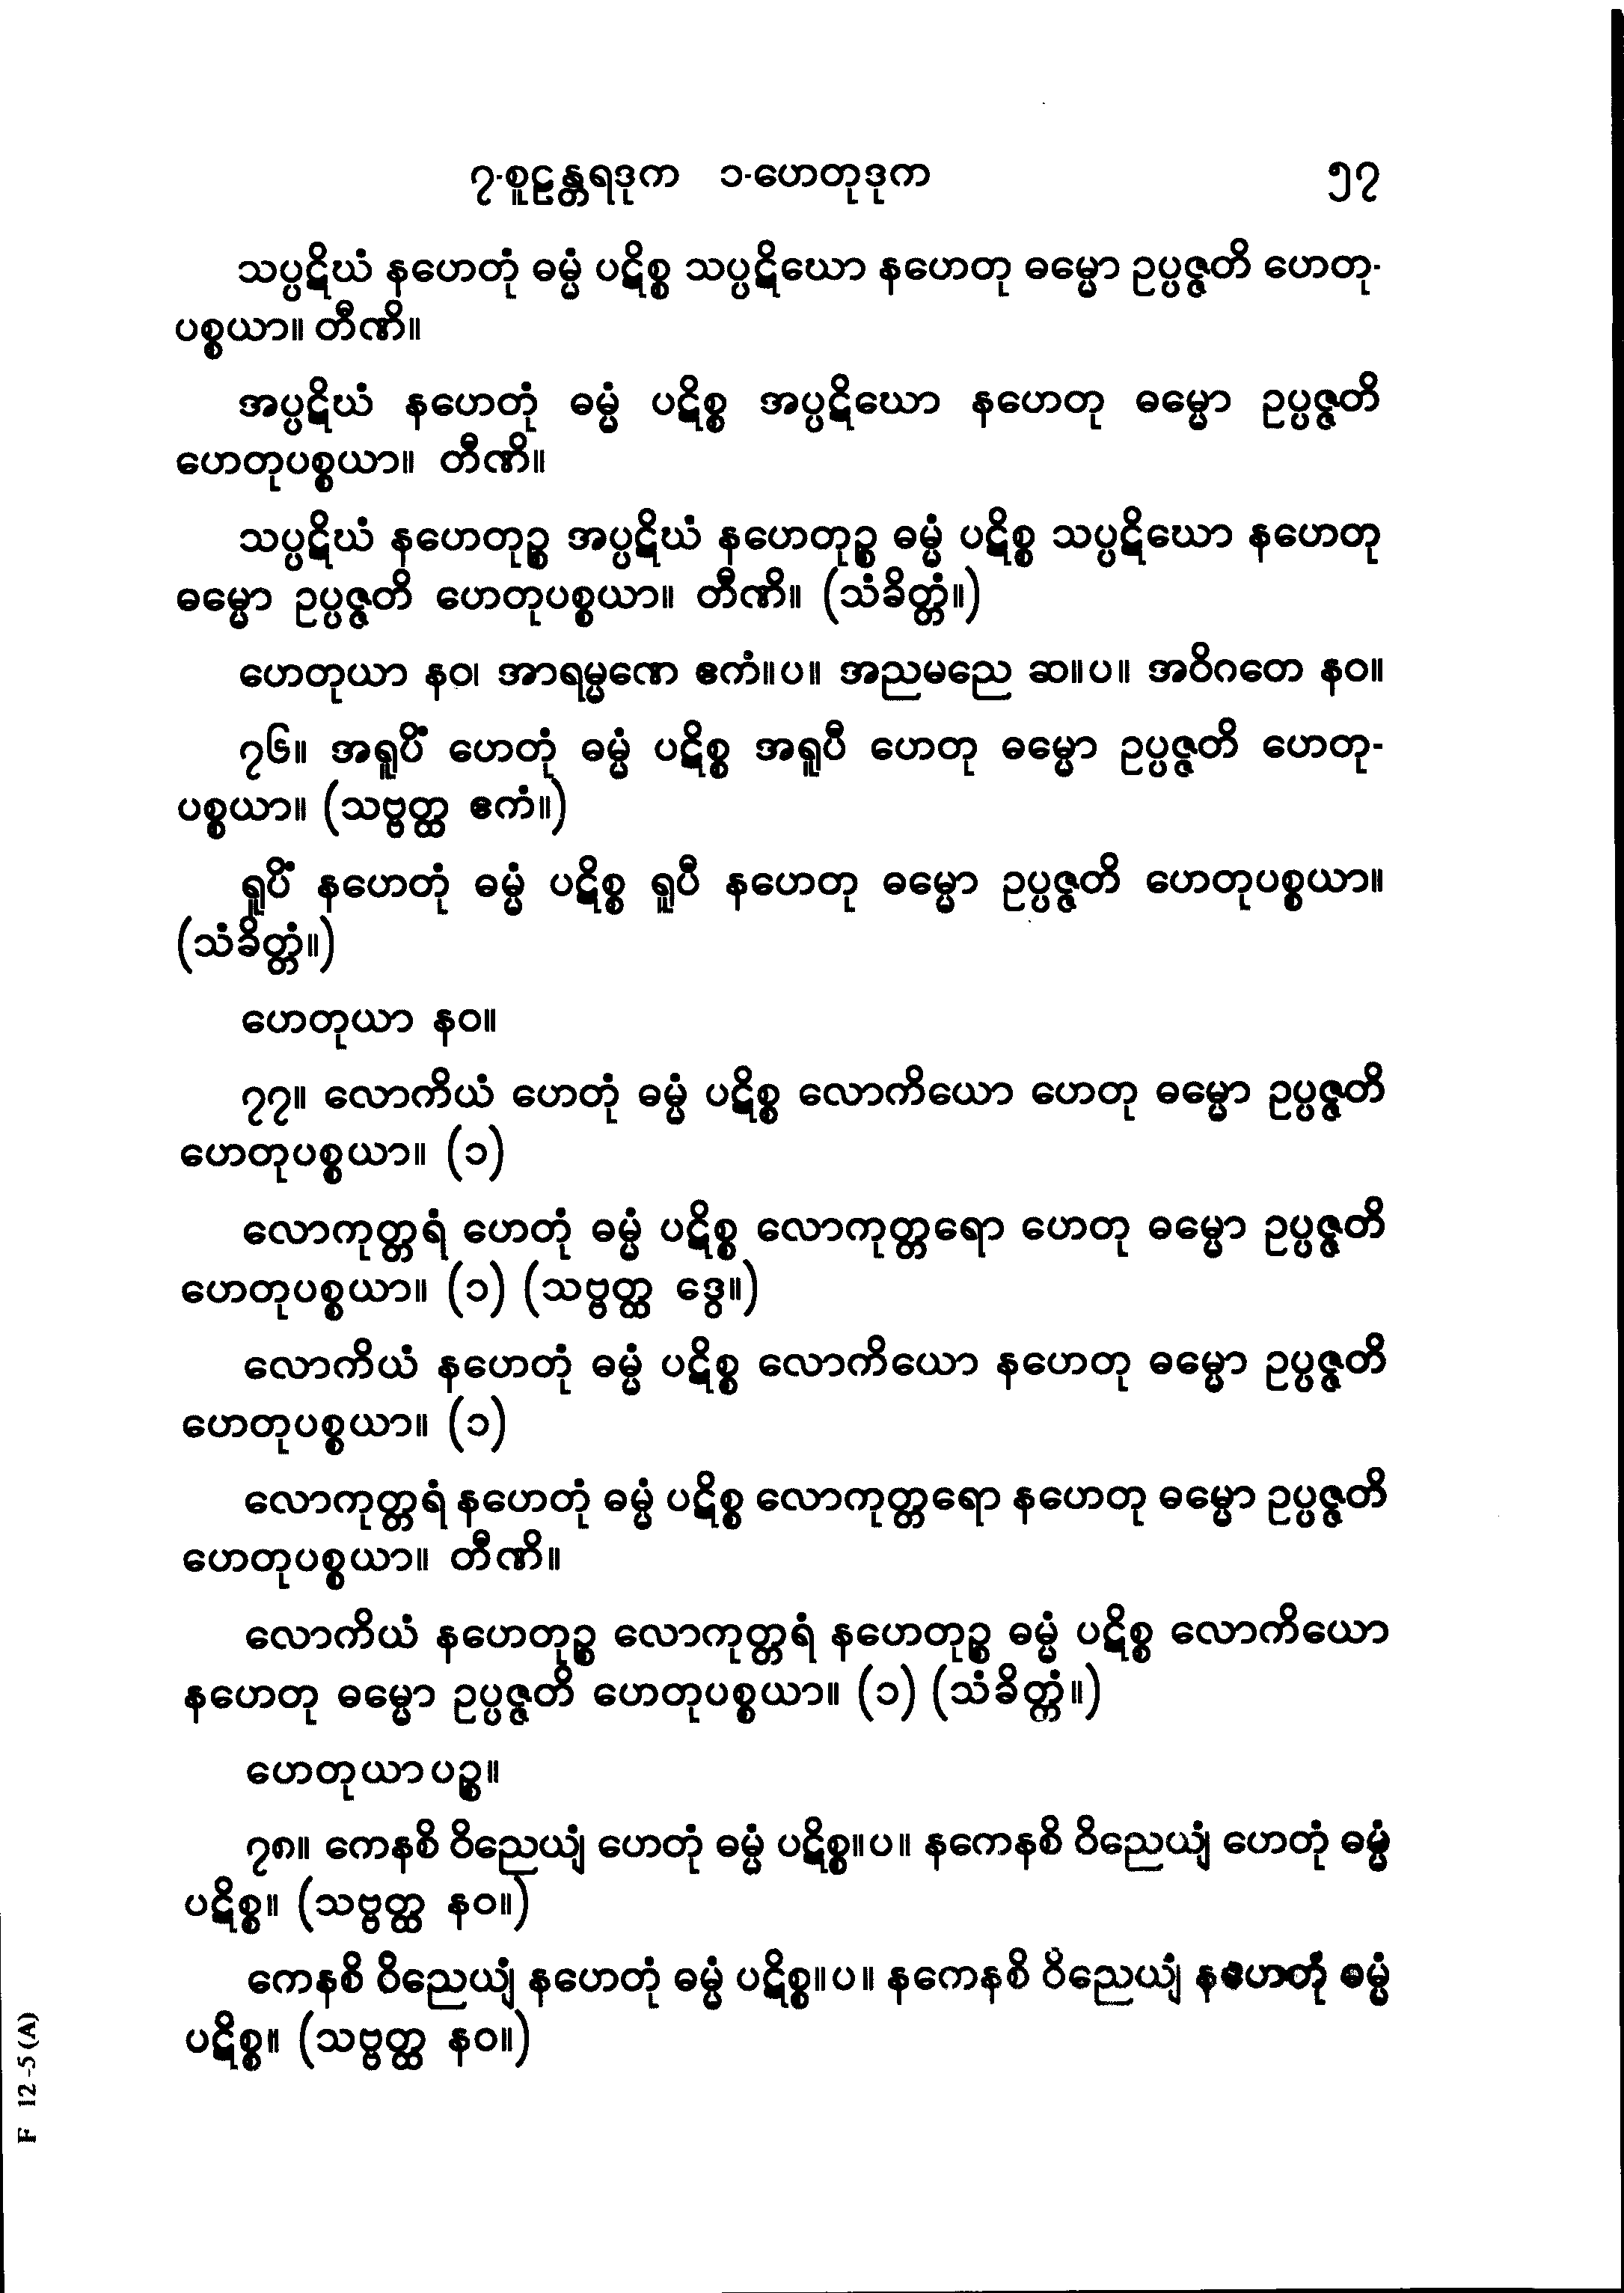 ၇-စူဠန္တရဒုက ၁-ဟေတုဒုက ၅၇
သပ္ပဋိဃံ နဟေတုံ ဓမ္မံ ပဋိစ္စ သပ္ပဋိဃော နဟေတု ဓမ္မော ဥပ္ပဇ္ဇတိ ဟေတု-
ပစ္စယာ။ တီဏိ။
အပ္ပဋိဃံ နဟေတုံ ဓမ္မံ ပဋိစ္စ အပ္ပဋိဃော နဟေတု ဓမ္မော ဥပ္ပဇ္ဇတိ
ဟေတုပစ္စယာ။ တီဏိ။
သပ္ပဋိဃံ နဟေတုဉ္စ အပ္ပဋိဃံ နဟေတုဉ္စ ဓမ္မံ ပဋိစ္စ သပ္ပဋိဃော နဟေတု
ဓမ္မော ဥပ္ပဇ္ဇတိ ဟေတုပစ္စယာ။ တီဏိ။ (သံခိတ္တံ။)
ဟေတုယာ နဝ၊ အာရမ္မဏေ ဧကံ။ပ။ အညမညေ ဆ။ပ။ အဝိဂတေ နဝ။
၇၆။ အရူပိံ ဟေတုံ ဓမ္မံ ပဋိစ္စ အရူပီ ဟေတု ဓမ္မော ဥပ္ပဇ္ဇတိ ဟေတု-
ပစ္စယာ။ (သဗ္ဗတ္ထ ဧကံ။)
ရူပိံ နဟေတုံ ဓမ္မံ ပဋိစ္စ ရူပီ နဟေတု ဓမ္မော ဥပ္ပဇ္ဇတိ ဟေတုပစ္စယာ။
(သံခိတ္တံ။)
ဟေတုယာ နဝ။
၇၇။ လောကိယံ ဟေတုံ ဓမ္မံ ပဋိစ္စ လောကိယော ဟေတု ဓမ္မော ဥပ္ပဇ္ဇတိ
ဟေတုပစ္စယာ။ (၁)
လောကုတ္တရံ ဟေတုံ ဓမ္မံ ပဋိစ္စ လောကုတ္တရော ဟေတု ဓမ္မော ဥပ္ပဇ္ဇတိ
ဟေတုပစ္စယာ။ (၁) (သဗ္ဗတ္ထ ဒွေ။)
လောကိယံ နဟေတုံ ဓမ္မံ ပဋိစ္စ လောကိယော နဟေတု ဓမ္မော ဥပ္ပဇ္ဇတိ
ဟေတုပစ္စယာ။ (၁)
လောကုတ္တရံ နဟေတုံ ဓမ္မံ ပဋိစ္စ လောကုတ္တရော နဟေတု ဓမ္မော ဥပ္ပဇ္ဇတိ
ဟေတုပစ္စယာ။ တီဏိ။
လောကိယံ နဟေတုဉ္စ လောကုတ္တရံ နဟေတုဉ္စ ဓမ္မံ ပဋိစ္စ လောကိယော
နဟေတု ဓမ္မော ဥပ္ပဇ္ဇတိ ဟေတုပစ္စယာ။ (၁) (သံခိတ္တံ။)
ဟေတုယာ ပဉ္စ။
၇၈။ ကေနစိ ဝိညေယျံ ဟေတုံ ဓမ္မံ ပဋိစ္စ။ပ။ နကေနစိ ဝိညေယျံ ဟေတုံ ဓမ္မံ
ပဋိစ္စ။ (သဗ္ဗတ္ထ နဝ။)
ကေနစိ ဝိညေယျံ နဟေတုံ ဓမ္မံ ပဋိစ္စ။ပ။ နကေနစိ ဝိညေယျံ နဟေတုံ ဓမ္မံ
ပဋိစ္စ။ (သဗ္ဗတ္ထ နဝ။)
F 12-5(A)